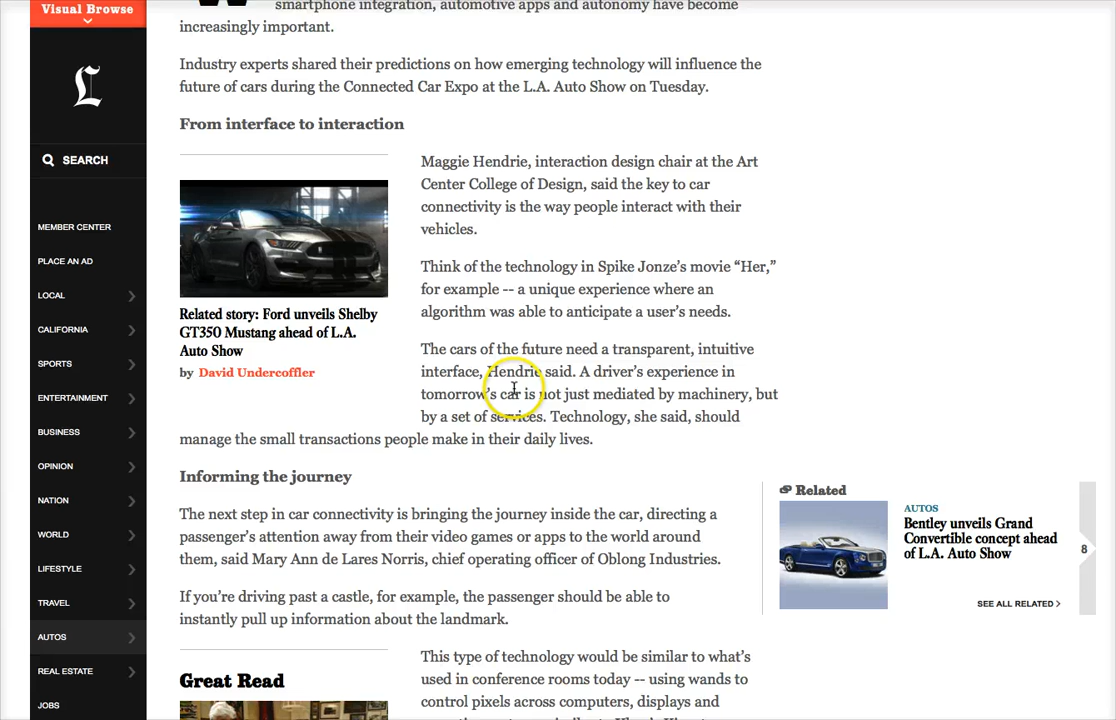 Visual Browse
L
SEARCH
MEMBER CENTER
PLACE AN AD
LOCAL
CALIFORNIA
SPORTS
ENTERTAINMENT
BUSINESS
OPINION
NATION
WORLD
LIFESTYLE
TRAVEL
AUTOS
REAL ESTATE
JOBS
smartphone integration, automotive apps and autonomy have become
increasingly important.
Industry experts shared their predictions on how emerging technology will influence the
future of cars during the Connected Car Expo at the L.A. Auto Show on Tuesday.
From interface to interaction
Related story: Ford unveils Shelby
GT350 Mustang ahead of L.A.
Auto Show
by David Undercoffler
Maggie Hendrie, interaction design chair at the Art
Center College of Design, said the key to car
connectivity is the way people interact with their
vehicles.
Think of the technology in Spike Jonze’s movie “Her,”
for example -- a unique experience where an
algorithm was able to anticipate a user’s needs.
The cars of the future need a transparent, intuitive
interface, Hendrie said. A driver’s experience in
tomorrow’s car is not just mediated by machinery, but
by a set of services. Technology, she said, should
manage the small transactions people make in their daily lives.
Informing the journey
The next step in car connectivity is bringing the journey inside the car, directing a
passenger’s attention away from their video games or apps to the world around
them, said Mary Ann de Lares Norris, chief operating officer of Oblong Industries.
If you’re driving past a castle, for example, the passenger should be able to
instantly pull up information about the landmark.
Great Read
This type of technology would be similar to what’s
used in conference rooms today -- using wands to
control pixels across computers, displays and
Related
AUTOS
Bentley unveils Grand
Convertible concept ahead
of L.A. Auto Show
SEE ALL RELATED
8